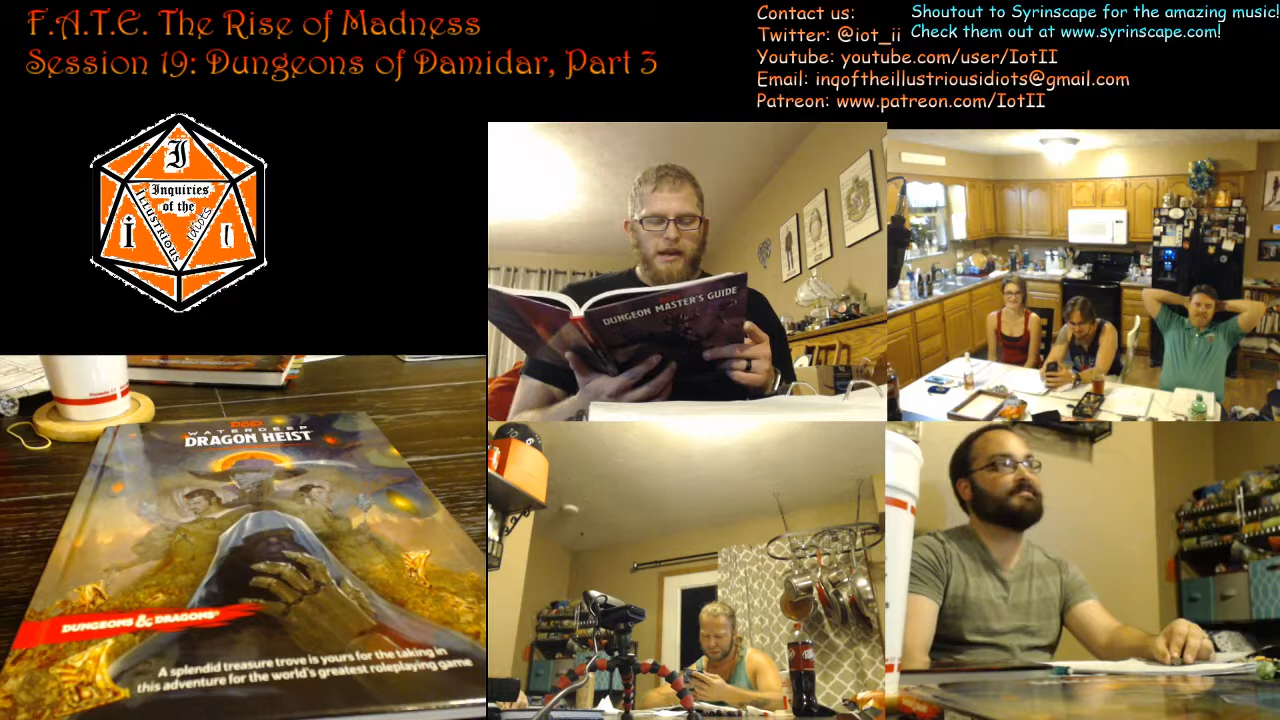 F.A.T.E. The Rise of Madness
Session 19: Dungeons of Damidar, Part 3
Contact us:
Twitter: @iot_ii
Youtube: youtube.com/user/IotII
Email: inqoftheillustriousidiots@gmail.com
Patreon: www.patreon.com/IotII
Shoutout to Syrinscape for the amazing music!
Check them out at www.syrinscape.com!
I
Inquiries
of the
ILLUSTRIOUS
idiots
i
I
DUNGEON MASTER'S GUIDE
D&D
WATERDEEP
DRAGON HEIST
DUNGEONS & DRAGONS
A splendid treasure trove is yours for the taking in
this adventure for the world's greatest roleplaying game